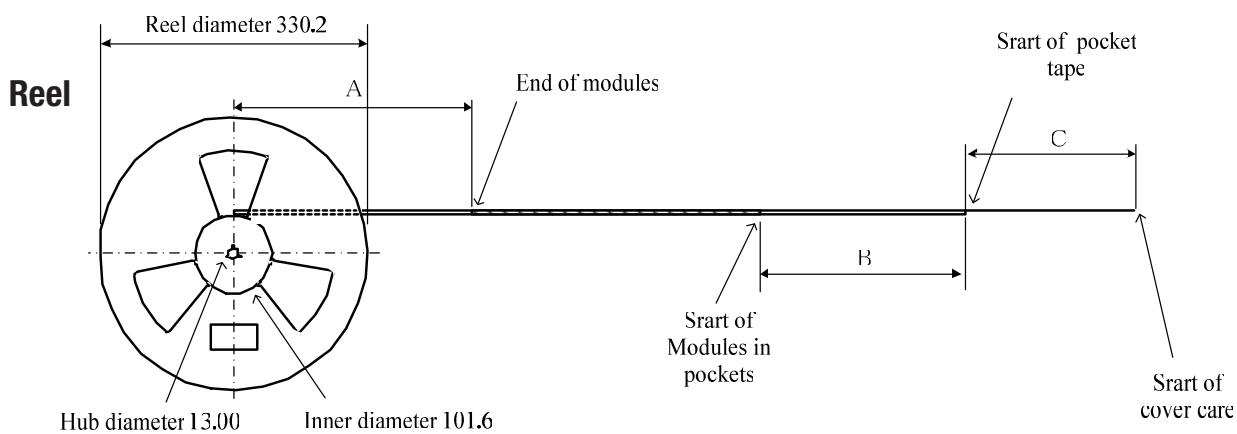 Reel diameter 330.2
Srart of pocket
tape
Reel
A
End of modules
C
B
Srart of
Modules in
pockets
Srart of
cover care
Hub diameter 13.00
Inner diameter 101.6